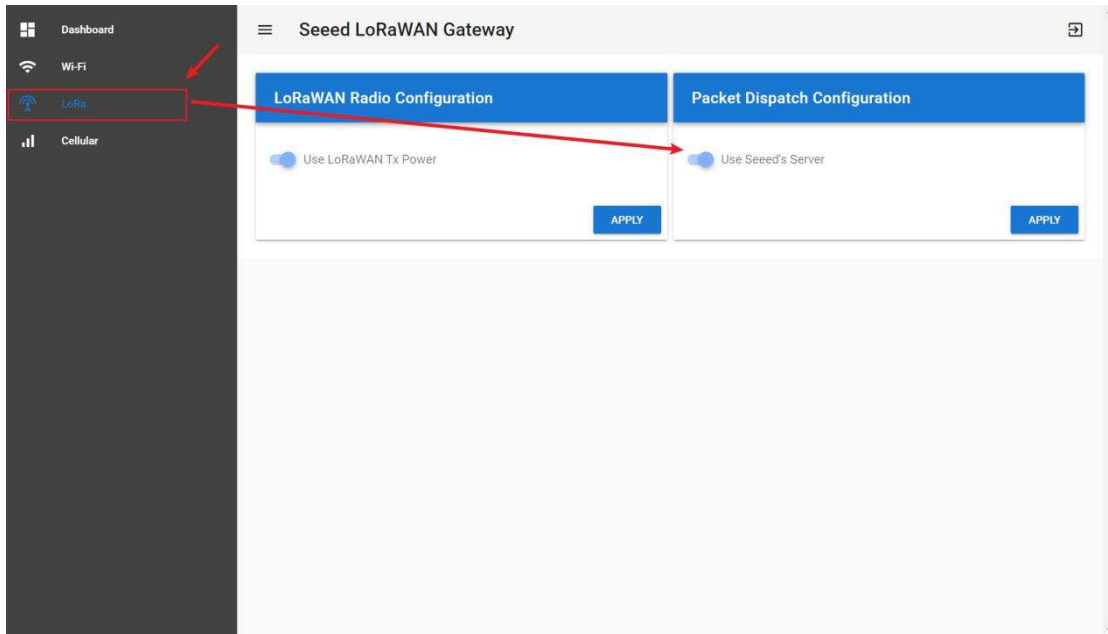 Dashboard
Wi-Fi
LoRa
Cellular
Seeed LoRaWAN Gateway
LoRaWAN Radio Configuration
Use LoRaWAN Tx Power
APPLY
Packet Dispatch Configuration
Use Seeed's Server
APPLY